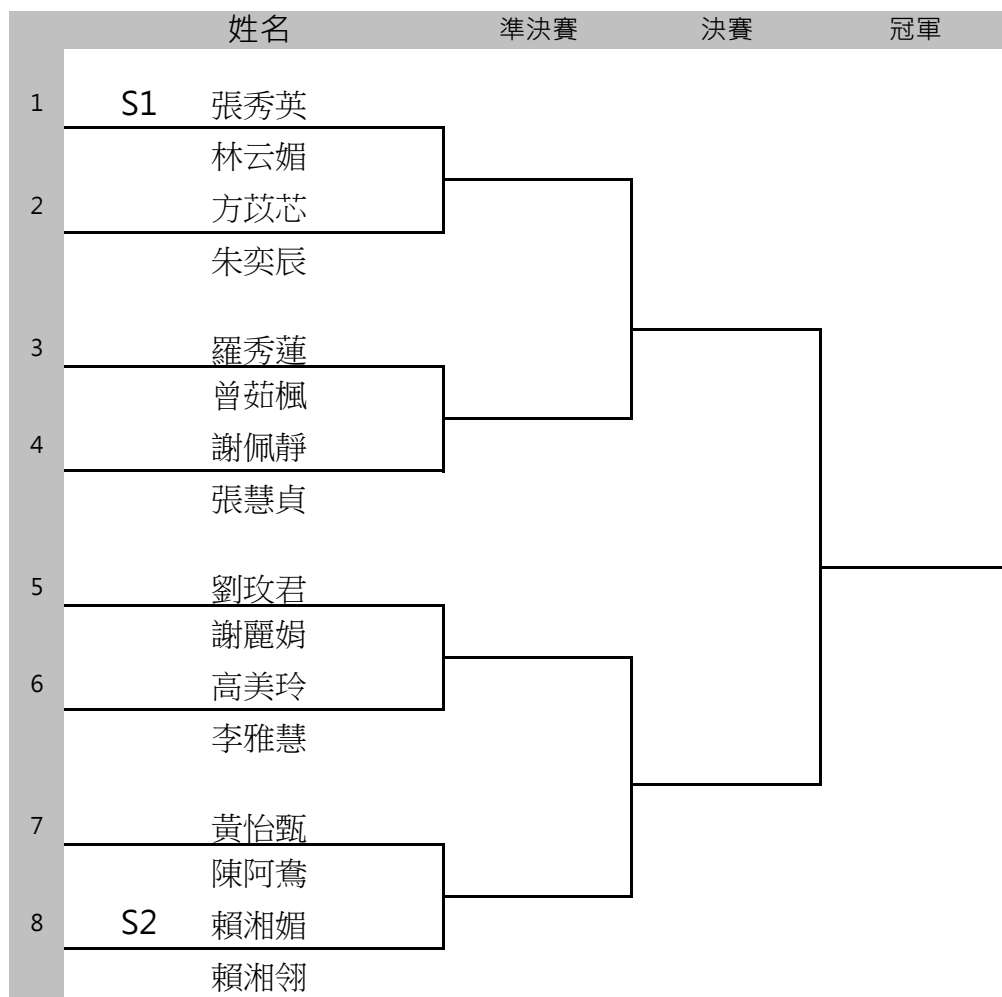 姓名 準決賽 決賽 冠軍
1 S1 張秀英
林云媚
2 方苡芯
朱奕辰
3 羅秀蓮
曾茹楓
4 謝佩靜
張慧貞
5 劉玫君
謝麗娟
6 高美玲
李雅慧
7 黃怡甄
陳阿鴦
8 S2 賴湘媚
賴湘翎